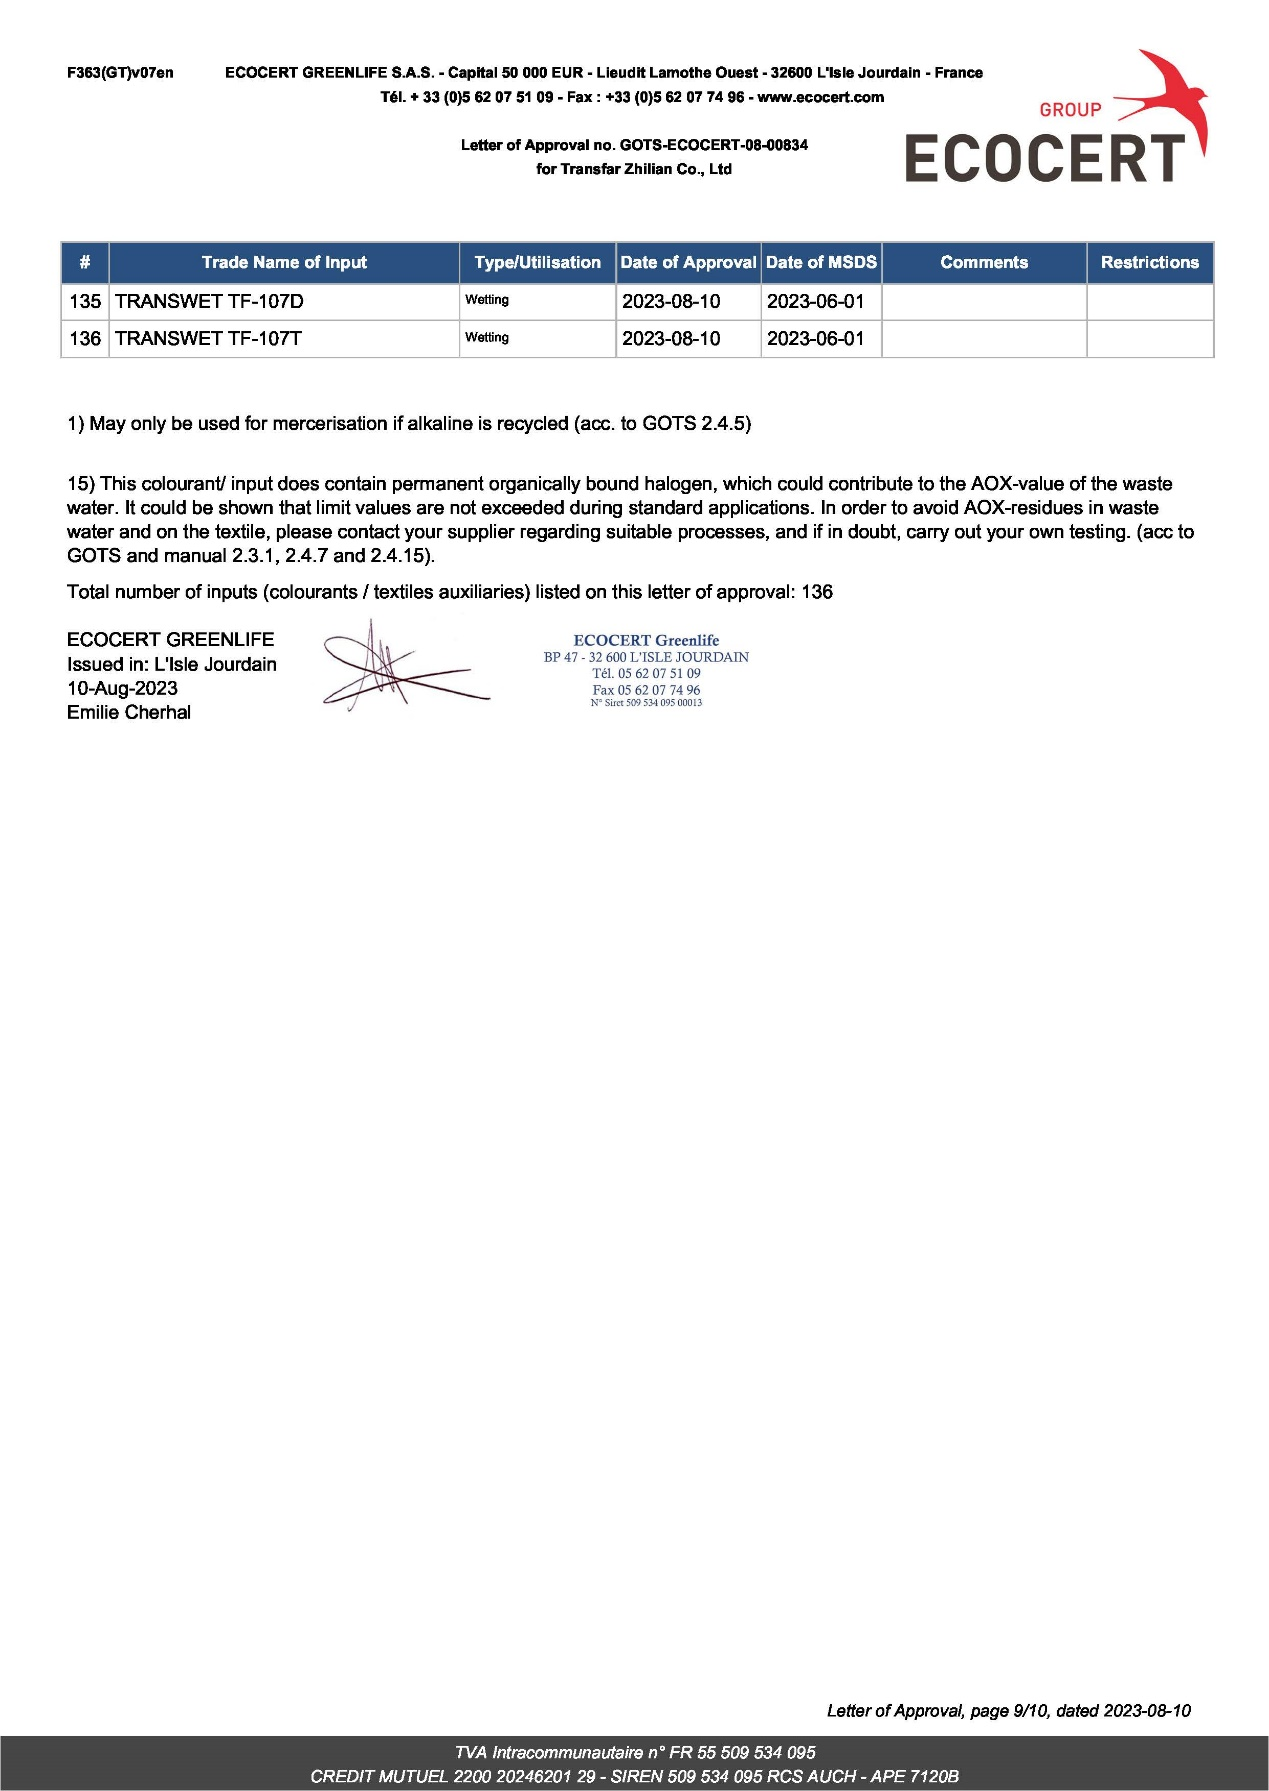 F363(GT)v07en ECOCERT GREENLIFE S.A.S. - Capital 50 000 EUR - Lieudit Lamothe Ouest - 32600 L'Isle Jourdain - France
Tél. + 33 (0)5 62 07 51 09 - Fax : +33 (0)5 62 07 74 96 - www.ecocert.com
GROUP
ECOCERT
Letter of Approval no. GOTS-ECOCERT-08-00834
for Transfar Zhilian Co., Ltd
# Trade Name of Input Type/Utilisation Date of Approval Date of MSDS Comments Restrictions
135 TRANSWET TF-107D Wetting 2023-08-10 2023-06-01
136 TRANSWET TF-107T Wetting 2023-08-10 2023-06-01
1) May only be used for mercerisation if alkaline is recycled (acc. to GOTS 2.4.5)
15) This colourant/ input does contain permanent organically bound halogen, which could contribute to the AOX-value of the waste
water. It could be shown that limit values are not exceeded during standard applications. In order to avoid AOX-residues in waste
water and on the textile, please contact your supplier regarding suitable processes, and if in doubt, carry out your own testing. (acc to
GOTS and manual 2.3.1, 2.4.7 and 2.4.15).
Total number of inputs (colourants / textiles auxiliaries) listed on this letter of approval: 136
ECOCERT GREENLIFE
Issued in: L'Isle Jourdain
10-Aug-2023
Emilie Cherhal
ECOCERT Greenlife
BP 47 - 32 600 L'ISLE JOURDAIN
Tél. 05 62 07 51 09
Fax 05 62 07 74 96
N° Siret 509 534 095 00013
Letter of Approval, page 9/10, dated 2023-08-10
TVA Intracommunautaire n° FR 55 509 534 095
CREDIT MUTUEL 2200 20246201 29 - SIREN 509 534 095 RCS AUCH - APE 7120B